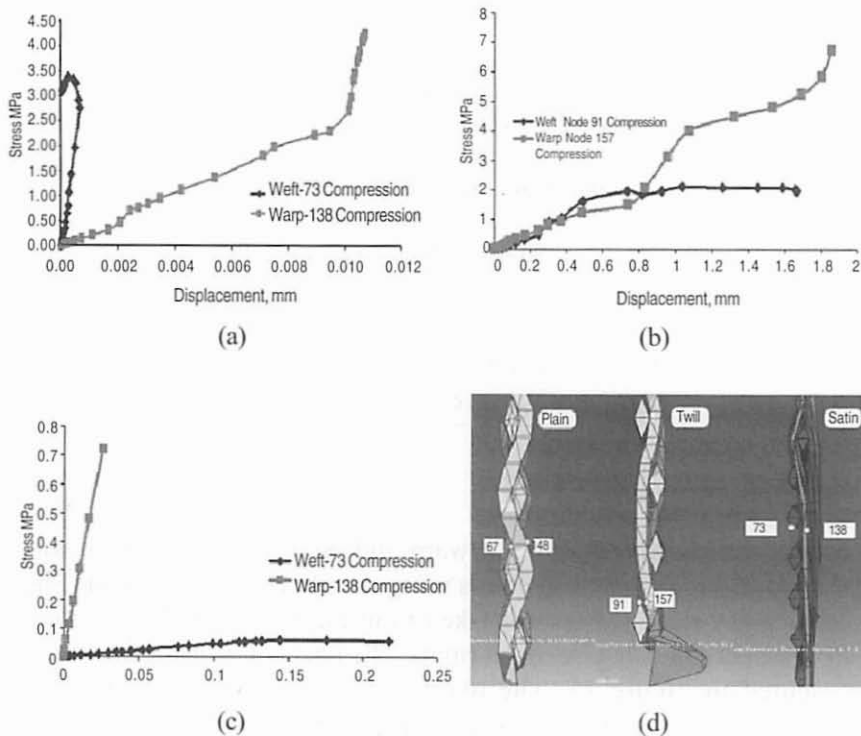 4.50
4.00
3.50
3.00
2.50
2.00
1.50
1.00
0.50
0.00
Stress MPa
Weft-73 Compression
Warp-138 Compression
0.00 0.002 0.004 0.006 0.008 0.010 0.012
Displacement, mm
(a)
8
7
6
5
4
3
2
1
0
Stress MPa
Weft Node 91 Compression
Warp Node 157
Compression
0 0.2 0.4 0.6 0.8 1 1.2 1.4 1.6 1.8 2
Displacement, mm
(b)
0.8
0.7
0.6
0.5
0.4
0.3
0.2
0.1
0
Stress MPa
Weft-73 Compression
Warp-138 Compression
0 0.05 0.1 0.15 0.2 0.25
(c)
Plain
Twill
Satin
67
48
73
138
91
157
(d)